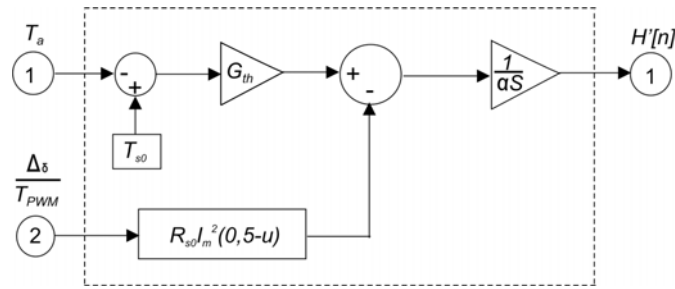 T_a
1
-
+
G_th
T_s0
+
-
1
αS
H'[n]
1
Δ_δ
T_PWM
2
R_s0 I_m^2(0,5-u)